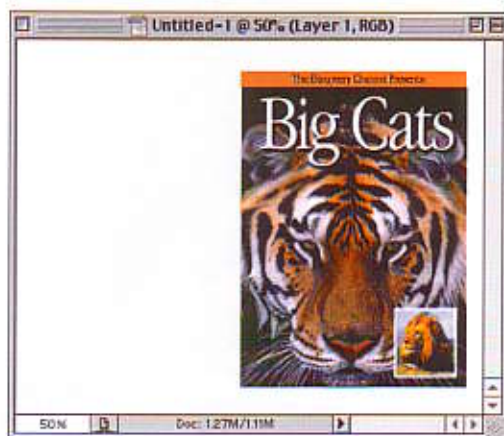 Untitled-1 @ 50% (Layer 1, RGB)
The Discovery Channel Presents
Big Cats
50%
Doc: 1.27M/1.11M